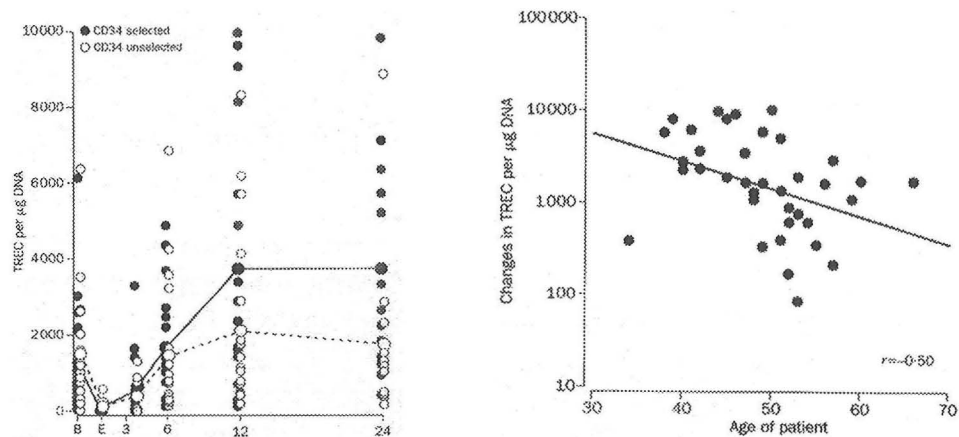 CD34 selected
CD34 unselected
TREC per µg DNA
10000
8000
6000
4000
2000
0
B E 3 6 12 24
Changes in TREC per µg DNA
100000
10000
1000
100
10
r=-0.50
30 40 50 60 70
Age of patient